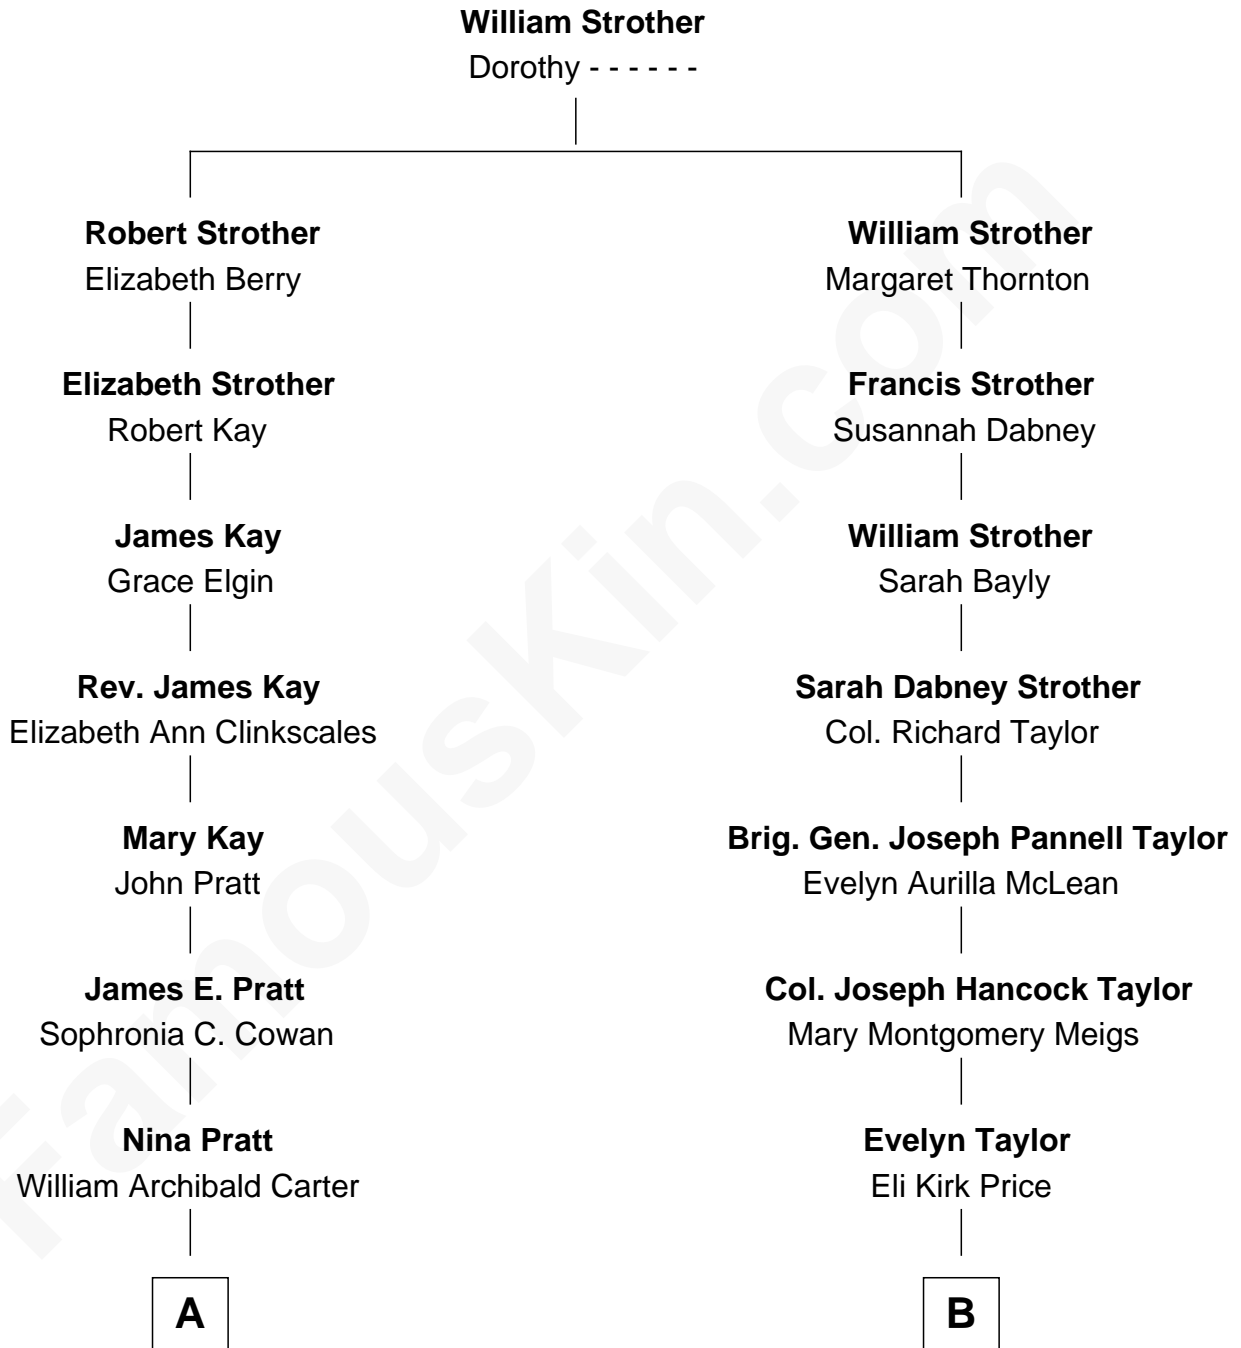 William Strother
Dorothy - - - - - -
Robert Strother
Elizabeth Berry
William Strother
Margaret Thornton
Elizabeth Strother
Robert Kay
Francis Strother
Susannah Dabney
James Kay
Grace Elgin
William Strother
Sarah Bayly
Rev. James Kay
Elizabeth Ann Clinkscales
Sarah Dabney Strother
Col. Richard Taylor
Mary Kay
John Pratt
Brig. Gen. Joseph Pannell Taylor
Evelyn Aurilla McLean
James E. Pratt
Sophronia C. Cowan
Col. Joseph Hancock Taylor
Mary Montgomery Meigs
Nina Pratt
William Archibald Carter
Evelyn Taylor
Eli Kirk Price
A
B
FamousKin.com